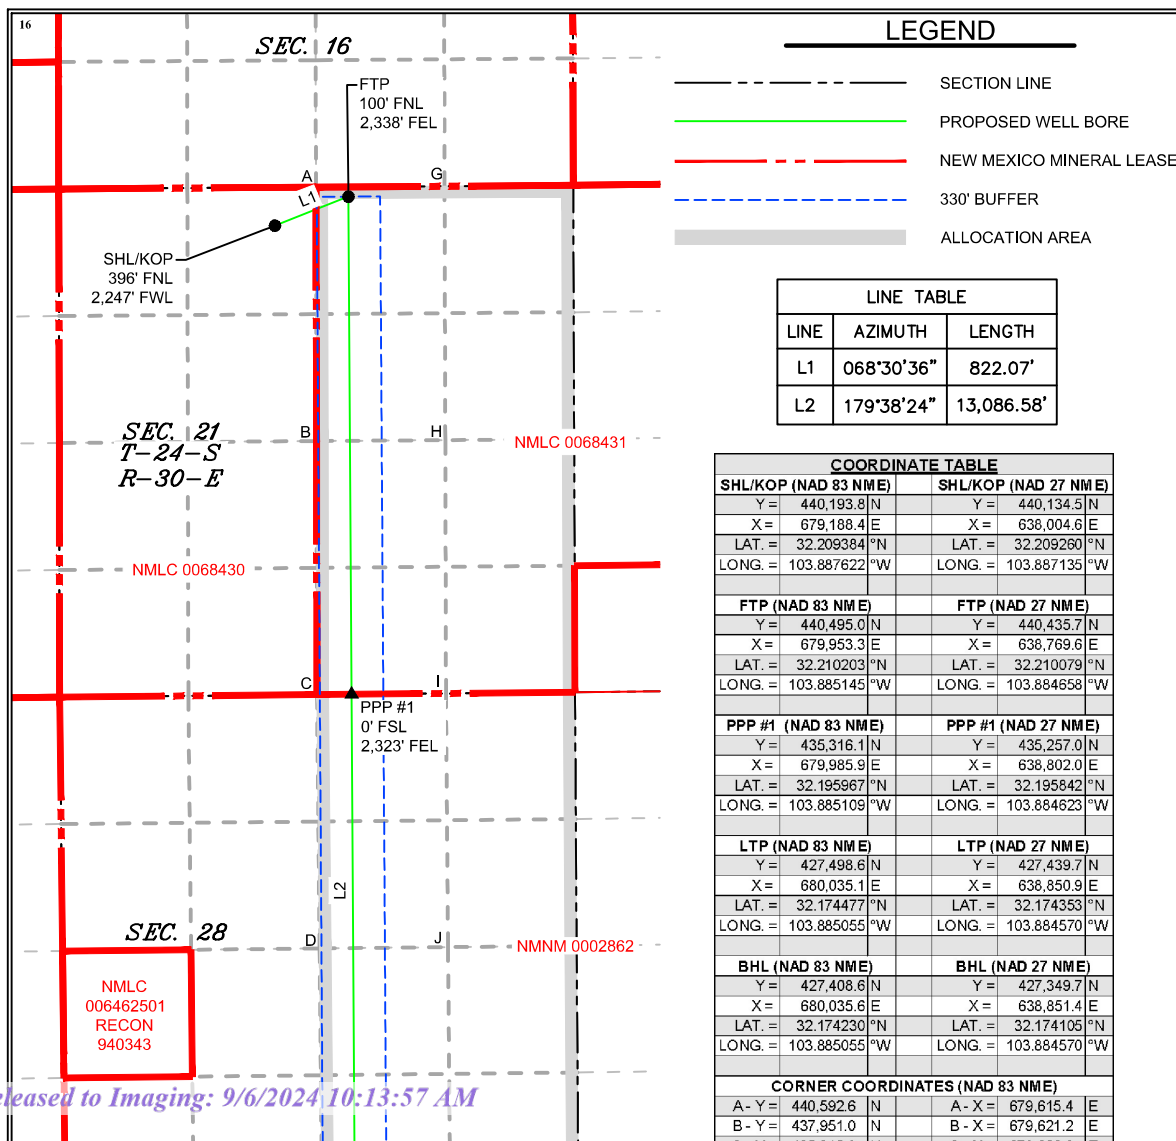 16
SEC. 16
FTP
100' FNL
2,338' FEL
A
G
L1
SHL/KOP
396' FNL
2,247' FWL
SEC. 21
T-24-S
R-30-E
B
H
NMLC 0068431
NMLC 0068430
C
I
PPP #1
0' FSL
2,323' FEL
L2
SEC. 28
D
J
NMNM 0002862
NMLC
006462501
RECON
940343
eleased to Imaging: 9/6/2024 10:13:57 AM
LEGEND
SECTION LINE
PROPOSED WELL BORE
NEW MEXICO MINERAL LEASE
330' BUFFER
ALLOCATION AREA
LINE TABLE
LINE AZIMUTH LENGTH
L1 068°30'36" 822.07'
L2 179°38'24" 13,086.58'
COORDINATE TABLE
SHL/KOP (NAD 83 NME) SHL/KOP (NAD 27 NME)
Y = 440,193.8 N Y = 440,134.5 N
X = 679,188.4 E X = 638,004.6 E
LAT. = 32.209384 °N LAT. = 32.209260 °N
LONG. = 103.887622 °W LONG. = 103.887135 °W
FTP (NAD 83 NME) FTP (NAD 27 NME)
Y = 440,495.0 N Y = 440,435.7 N
X = 679,953.3 E X = 638,769.6 E
LAT. = 32.210203 °N LAT. = 32.210079 °N
LONG. = 103.885145 °W LONG. = 103.884658 °W
PPP #1 (NAD 83 NME) PPP #1 (NAD 27 NME)
Y = 435,316.1 N Y = 435,257.0 N
X = 679,985.9 E X = 638,802.0 E
LAT. = 32.195967 °N LAT. = 32.195842 °N
LONG. = 103.885109 °W LONG. = 103.884623 °W
LTP (NAD 83 NME) LTP (NAD 27 NME)
Y = 427,498.6 N Y = 427,439.7 N
X = 680,035.1 E X = 638,850.9 E
LAT. = 32.174477 °N LAT. = 32.174353 °N
LONG. = 103.885055 °W LONG. = 103.884570 °W
BHL (NAD 83 NME) BHL (NAD 27 NME)
Y = 427,408.6 N Y = 427,349.7 N
X = 680,035.6 E X = 638,851.4 E
LAT. = 32.174230 °N LAT. = 32.174105 °N
LONG. = 103.885055 °W LONG. = 103.884570 °W
CORNER COORDINATES (NAD 83 NME)
A - Y = 440,592.6 N A - X = 679,615.4 E
B - Y = 437,951.0 N B - X = 679,621.2 E